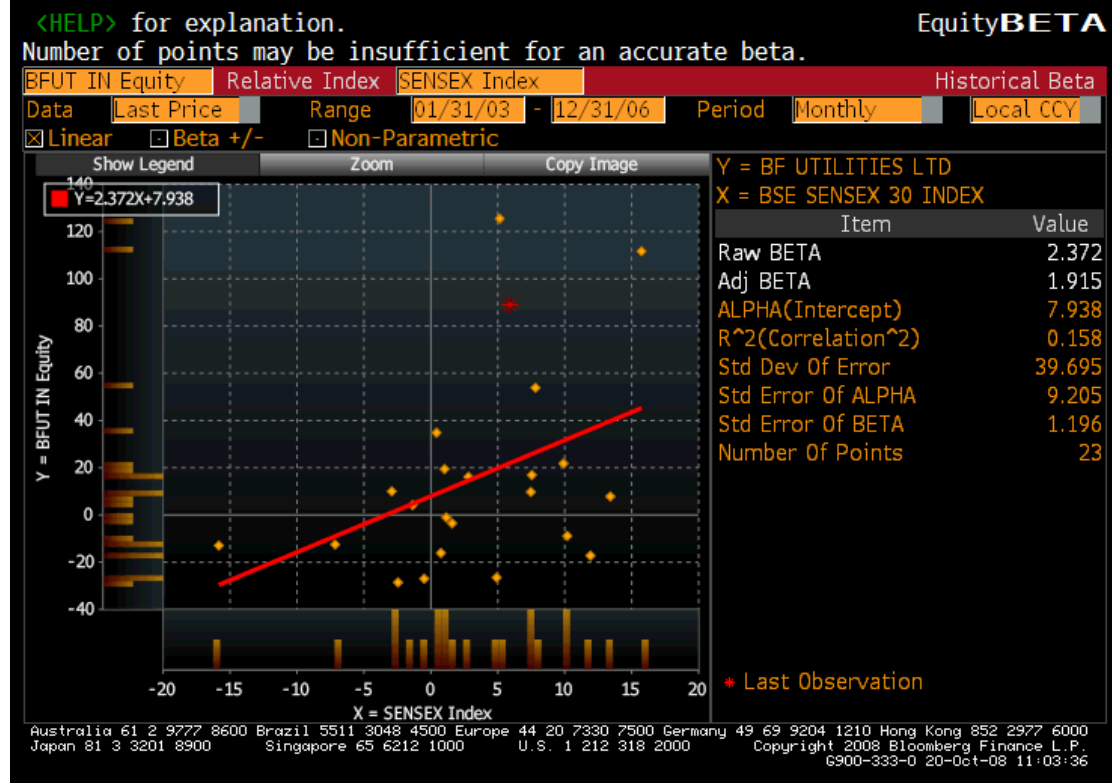 <HELP> for explanation. EquityBETA
Number of points may be insufficient for an accurate beta.
BFUT IN Equity Relative Index SENSEX Index Historical Beta
Data Last Price Range 01/31/03 - 12/31/06 Period Monthly Local CCY
Linear Beta +/- Non-Parametric
Show Legend Zoom Copy Image
Y=2.372X+7.938
140
120
100
80
60
40
20
0
-20
-40
Y = BFUT IN Equity
-20 -15 -10 -5 0 5 10 15 20
X = SENSEX Index
Y = BF UTILITIES LTD
X = BSE SENSEX 30 INDEX
Item Value
Raw BETA 2.372
Adj BETA 1.915
ALPHA(Intercept) 7.938
R^2(Correlation^2) 0.158
Std Dev Of Error 39.695
Std Error Of ALPHA 9.205
Std Error Of BETA 1.196
Number Of Points 23
* Last Observation
Australia 61 2 9777 8600 Brazil 5511 3048 4500 Europe 44 20 7330 7500 Germany 49 69 9204 1210 Hong Kong 852 2977 6000
Japan 81 3 3201 8900 Singapore 65 6212 1000 U.S. 1 212 318 2000 Copyright 2008 Bloomberg Finance L.P.
G900-333-0 20-Oct-08 11:03:36